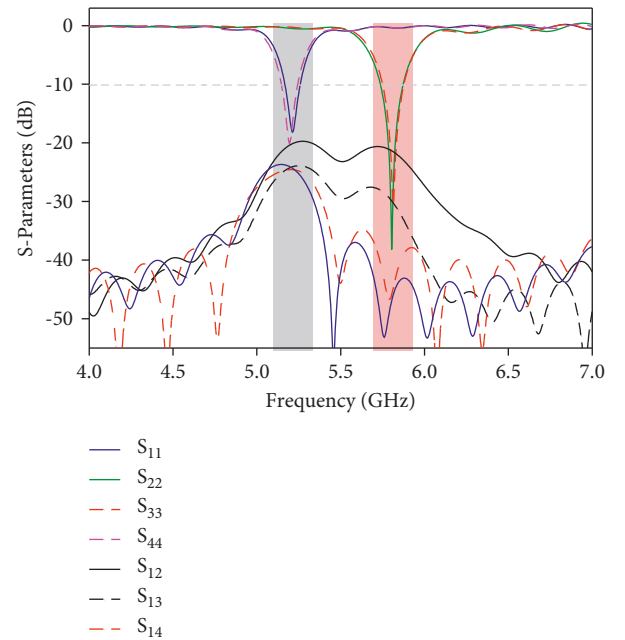 S-Parameters (dB)
0
-10
-20
-30
-40
-50
4.0 4.5 5.0 5.5 6.0 6.5 7.0
Frequency (GHz)
S11
S22
S33
S44
S12
S13
S14